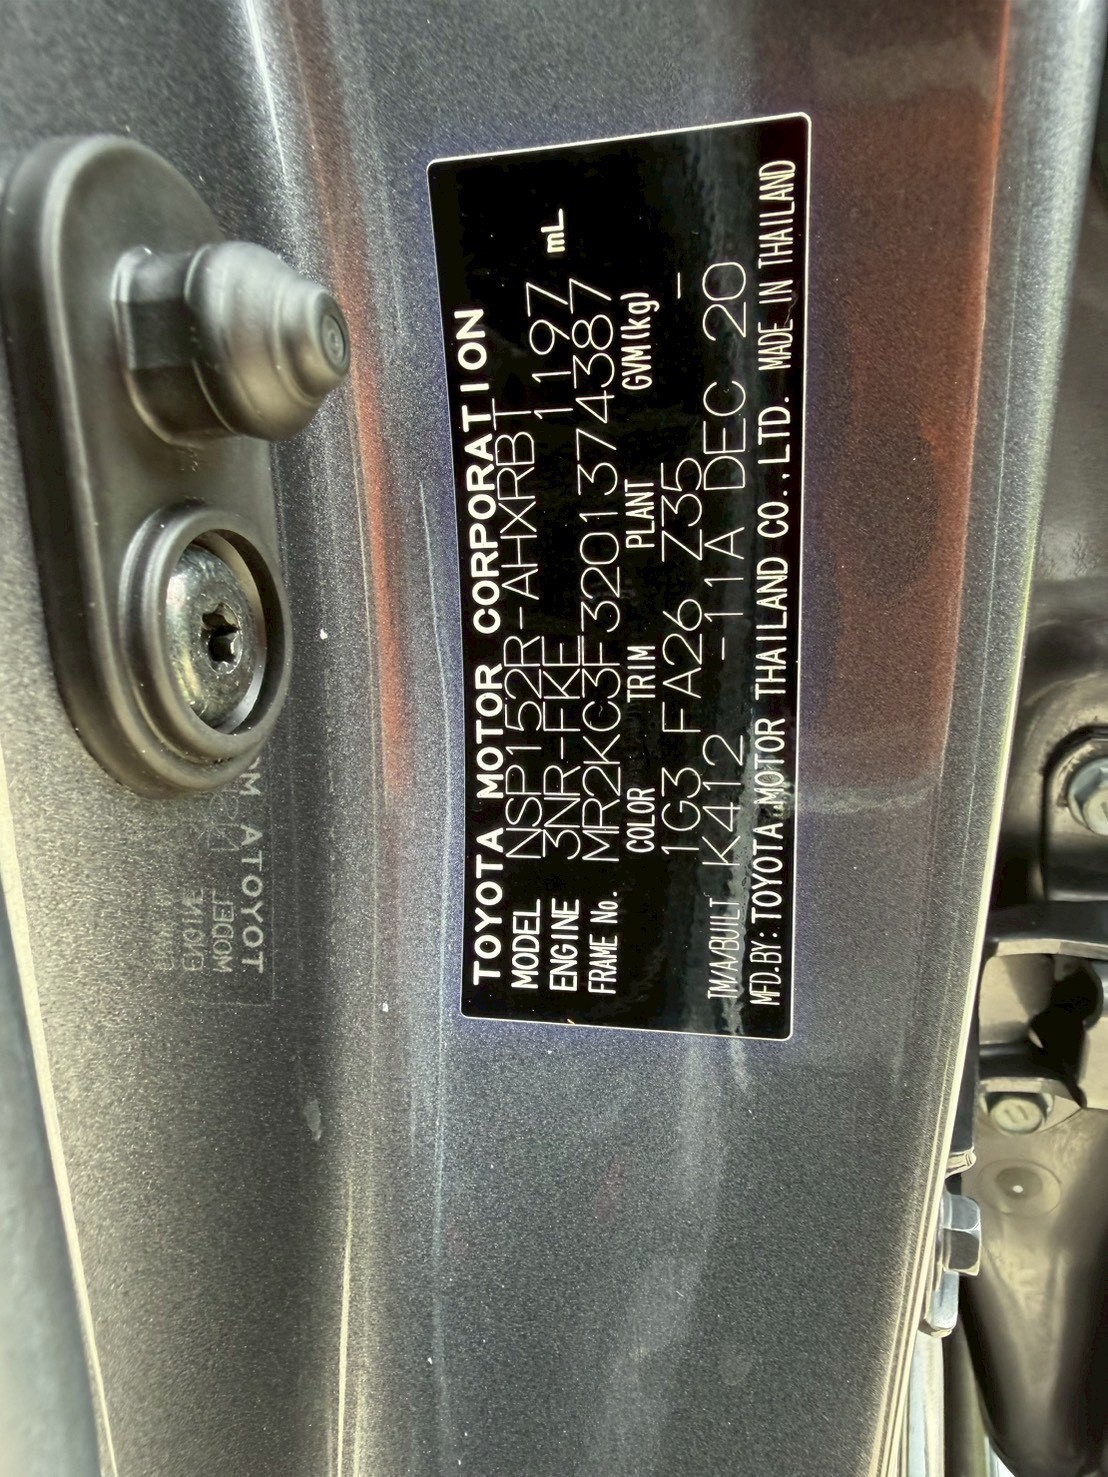 TOYOTA MOTOR CORPORATION
MODEL NSP152R-AHXRBT 1197 mL
ENGINE 3NR-FKE
FRAME No. MR2KC3F3201374387
COLOR TRIM PLANT GVM(kg)
1G3 FA26 Z35 -
TM/A/BUILT K412 -11A DEC 20
MFD.BY:TOYOTA MOTOR THAILAND CO.,LTD. MADE IN THAILAND